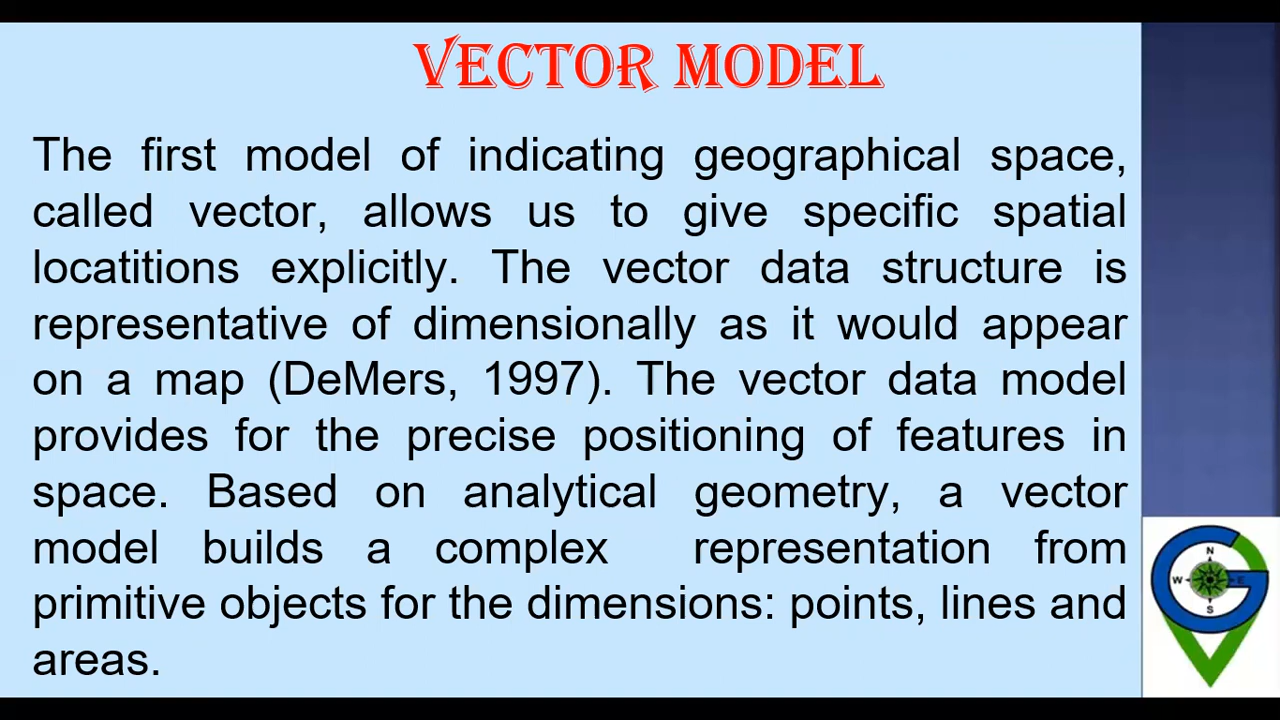 VECTOR MODEL
The first model of indicating geographical space,
called vector, allows us to give specific spatial
locatitions explicitly. The vector data structure is
representative of dimensionally as it would appear
on a map (DeMers, 1997). The vector data model
provides for the precise positioning of features in
space. Based on analytical geometry, a vector
model builds a complex representation from
primitive objects for the dimensions: points, lines and
areas.
G
N
W E
S